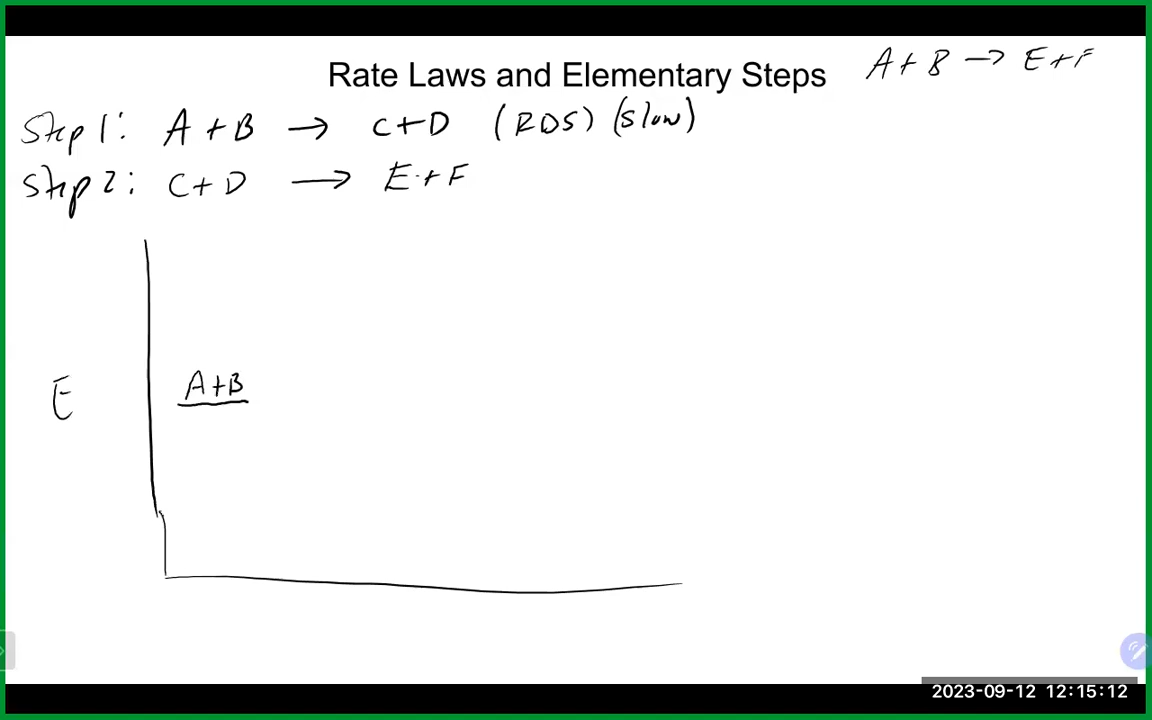 Rate Laws and Elementary Steps
A + B → E + F
Step 1: A + B → C + D (RDS) (slow)
Step 2: C + D → E + F
A+B
E
2023-09-12 12:15:12